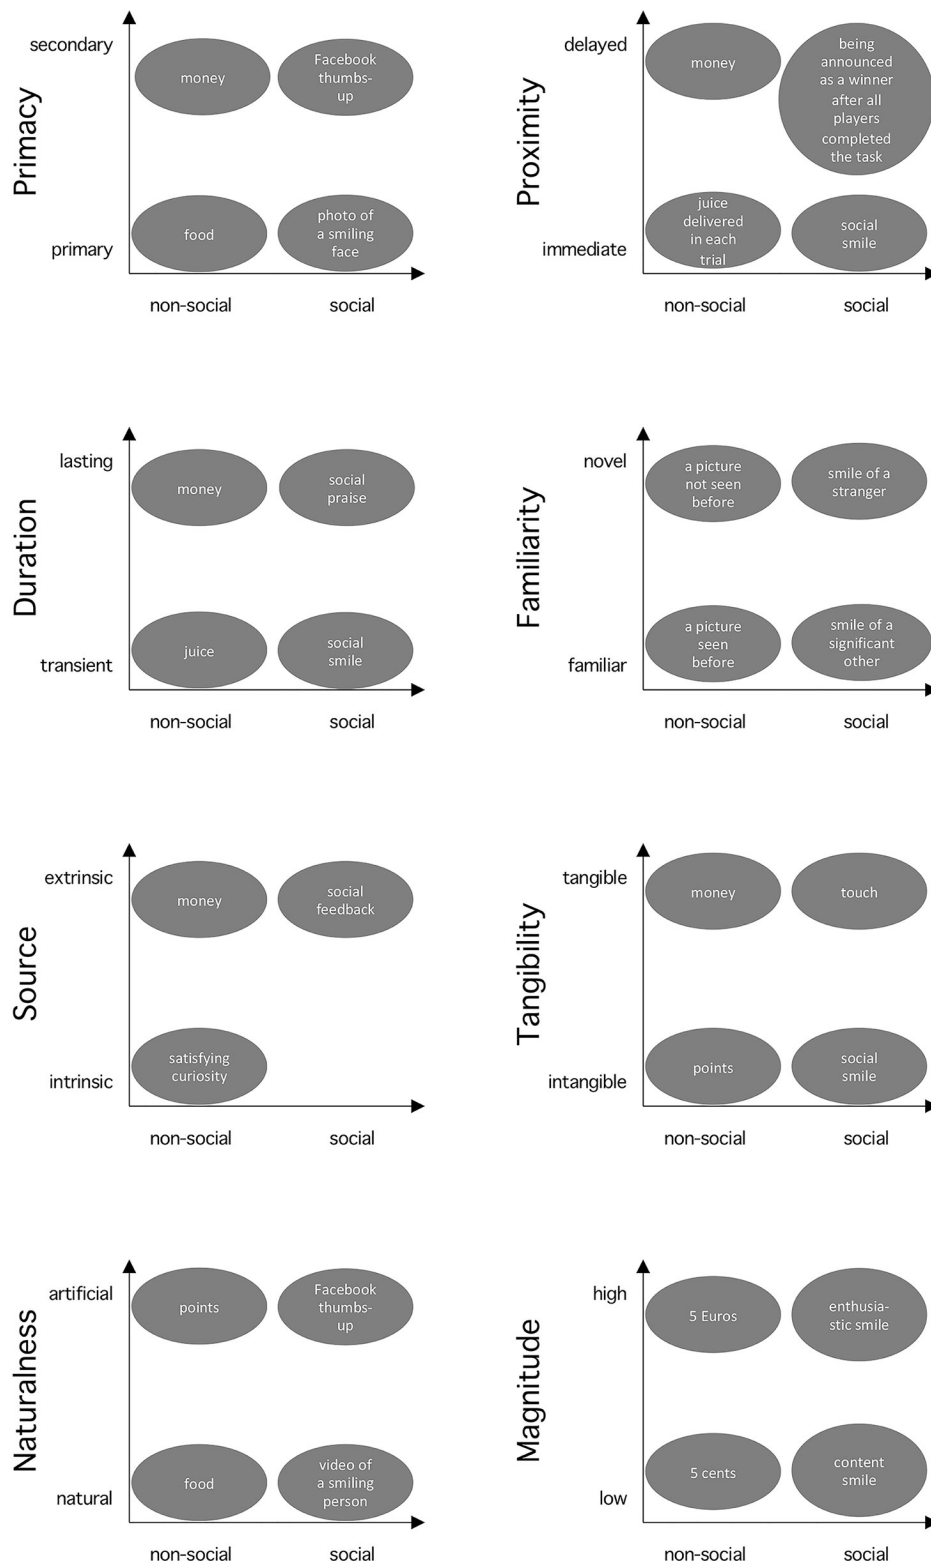 Primacy
secondary
primary
money
Facebook
thumbs-
up
food
photo of
a smiling
face
non-social
social
Proximity
delayed
immediate
money
being
announced
as a winner
after all
players
completed
the task
juice
delivered
in each
trial
social
smile
non-social
social
Duration
lasting
transient
money
social
praise
juice
social
smile
non-social
social
Familiarity
novel
familiar
a picture
not seen
before
smile of a
stranger
a picture
seen
before
smile of a
significant
other
non-social
social
Source
extrinsic
intrinsic
money
social
feedback
satisfying
curiosity
non-social
social
Tangibility
tangible
intangible
money
touch
points
social
smile
non-social
social
Naturalness
artificial
natural
points
Facebook
thumbs-
up
food
video of
a smiling
person
non-social
social
Magnitude
high
low
5 Euros
enthusia-
stic smile
5 cents
content
smile
non-social
social